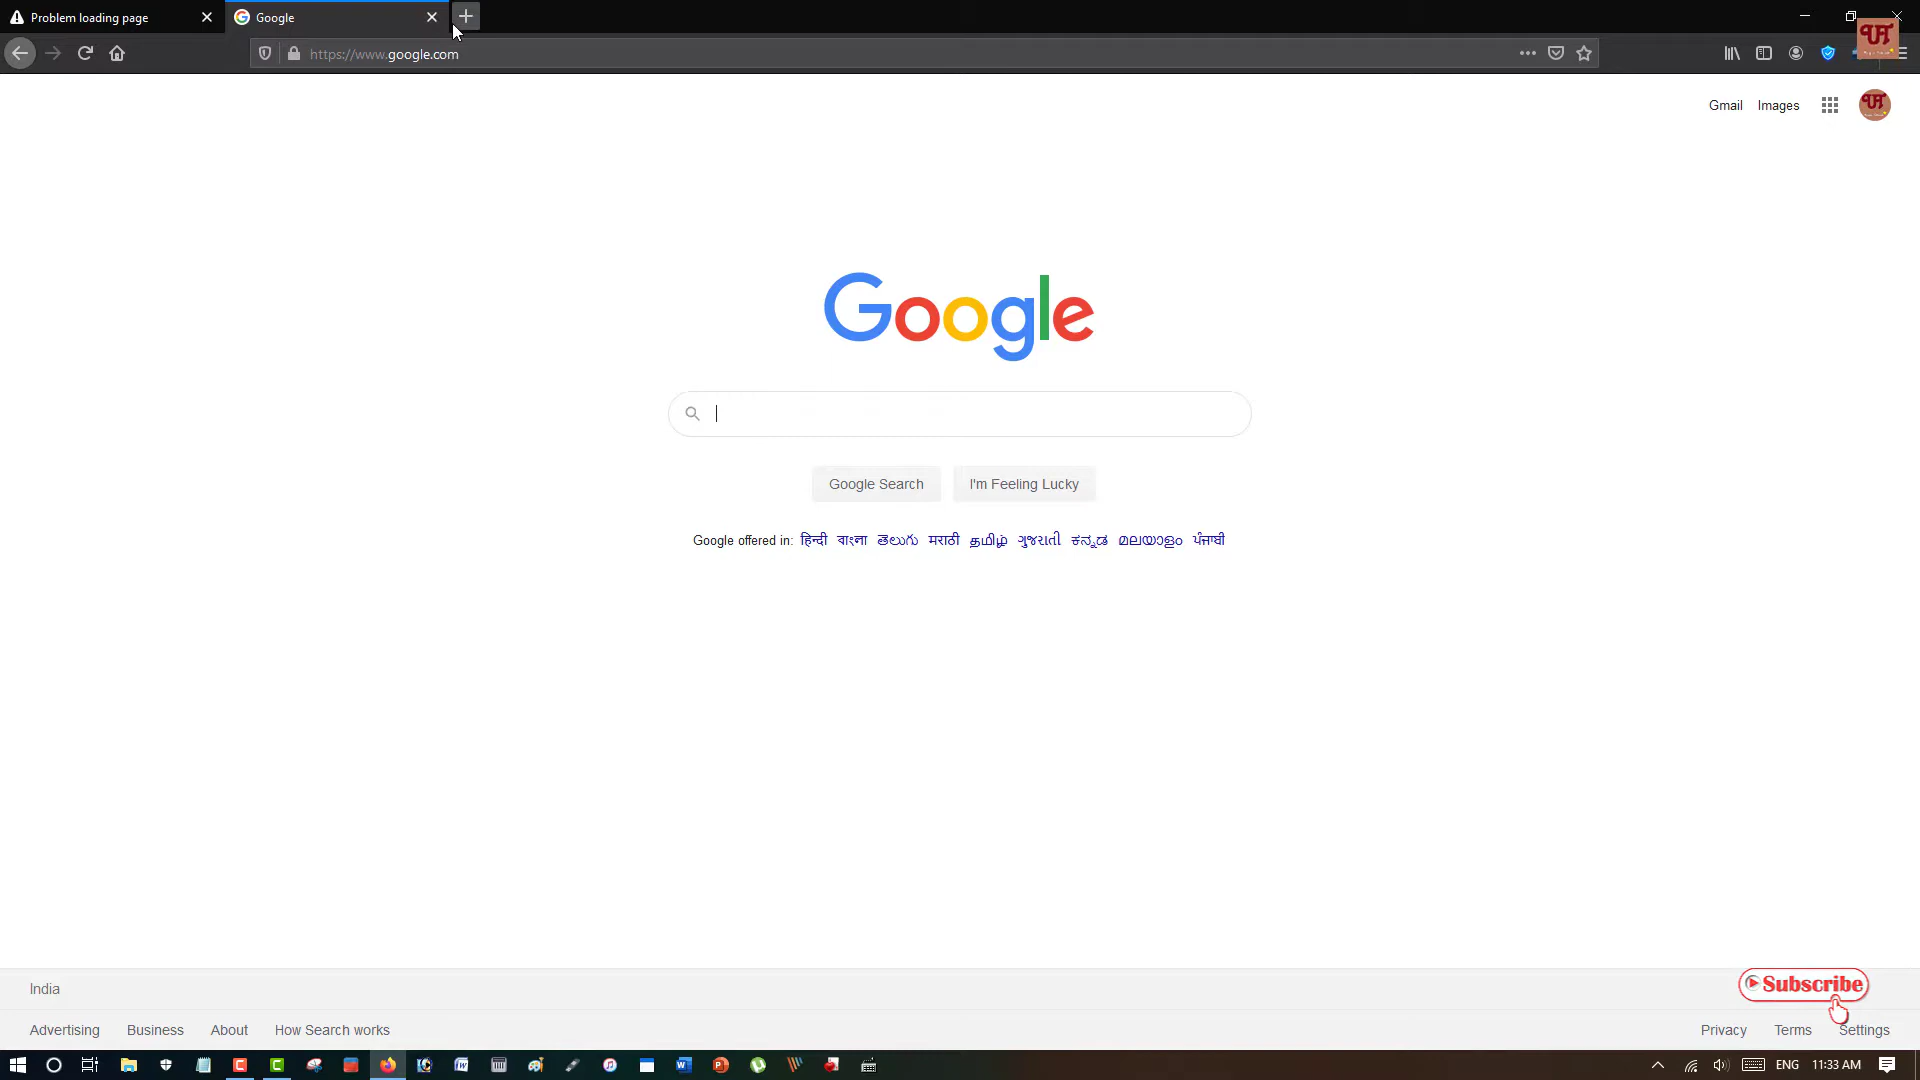 Problem loading page
Google
https://www.google.com
Gmail Images
Google
Google Search I'm Feeling Lucky
Google offered in: हिन्दी বাংলা తెలుగు मराठी தமிழ் ગુજરાતી ಕನ್ನಡ മലയാളം ਪੰਜਾਬੀ
India
Subscribe
Advertising Business About How Search works Privacy Terms Settings
ENG 11:33 AM